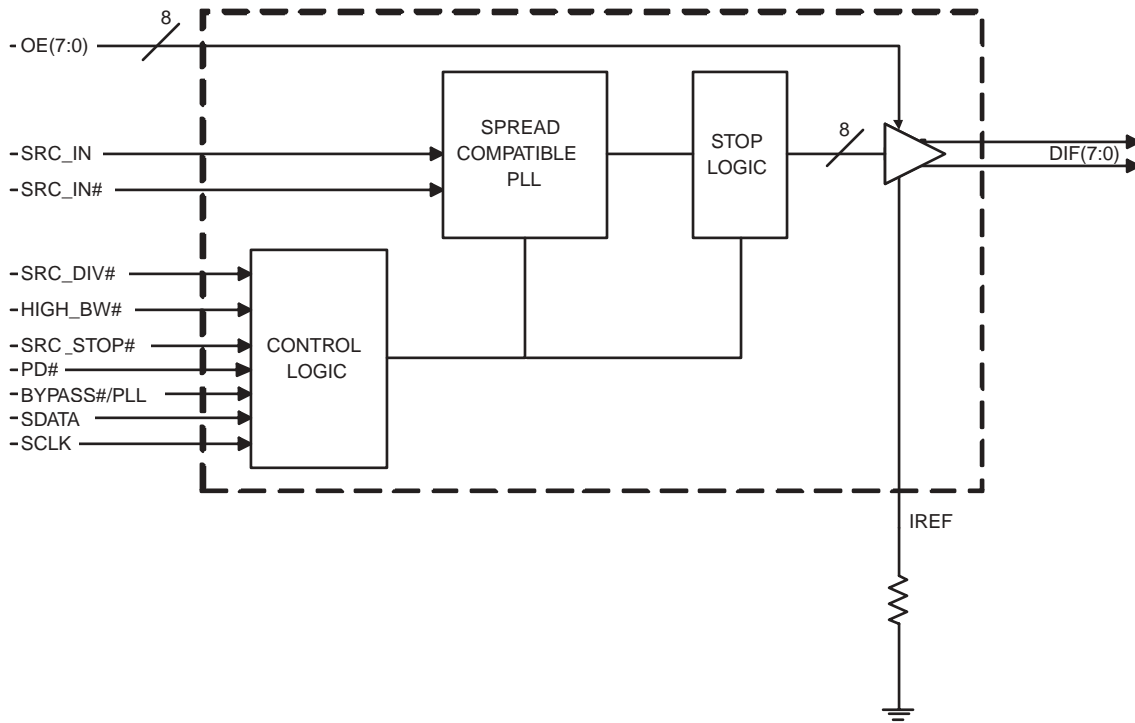 8
OE(7:0)
SPREAD
COMPATIBLE
PLL
STOP
LOGIC
8
DIF(7:0)
SRC_IN
SRC_IN#
SRC_DIV#
HIGH_BW#
SRC_STOP#
PD#
BYPASS#/PLL
SDATA
SCLK
CONTROL
LOGIC
IREF